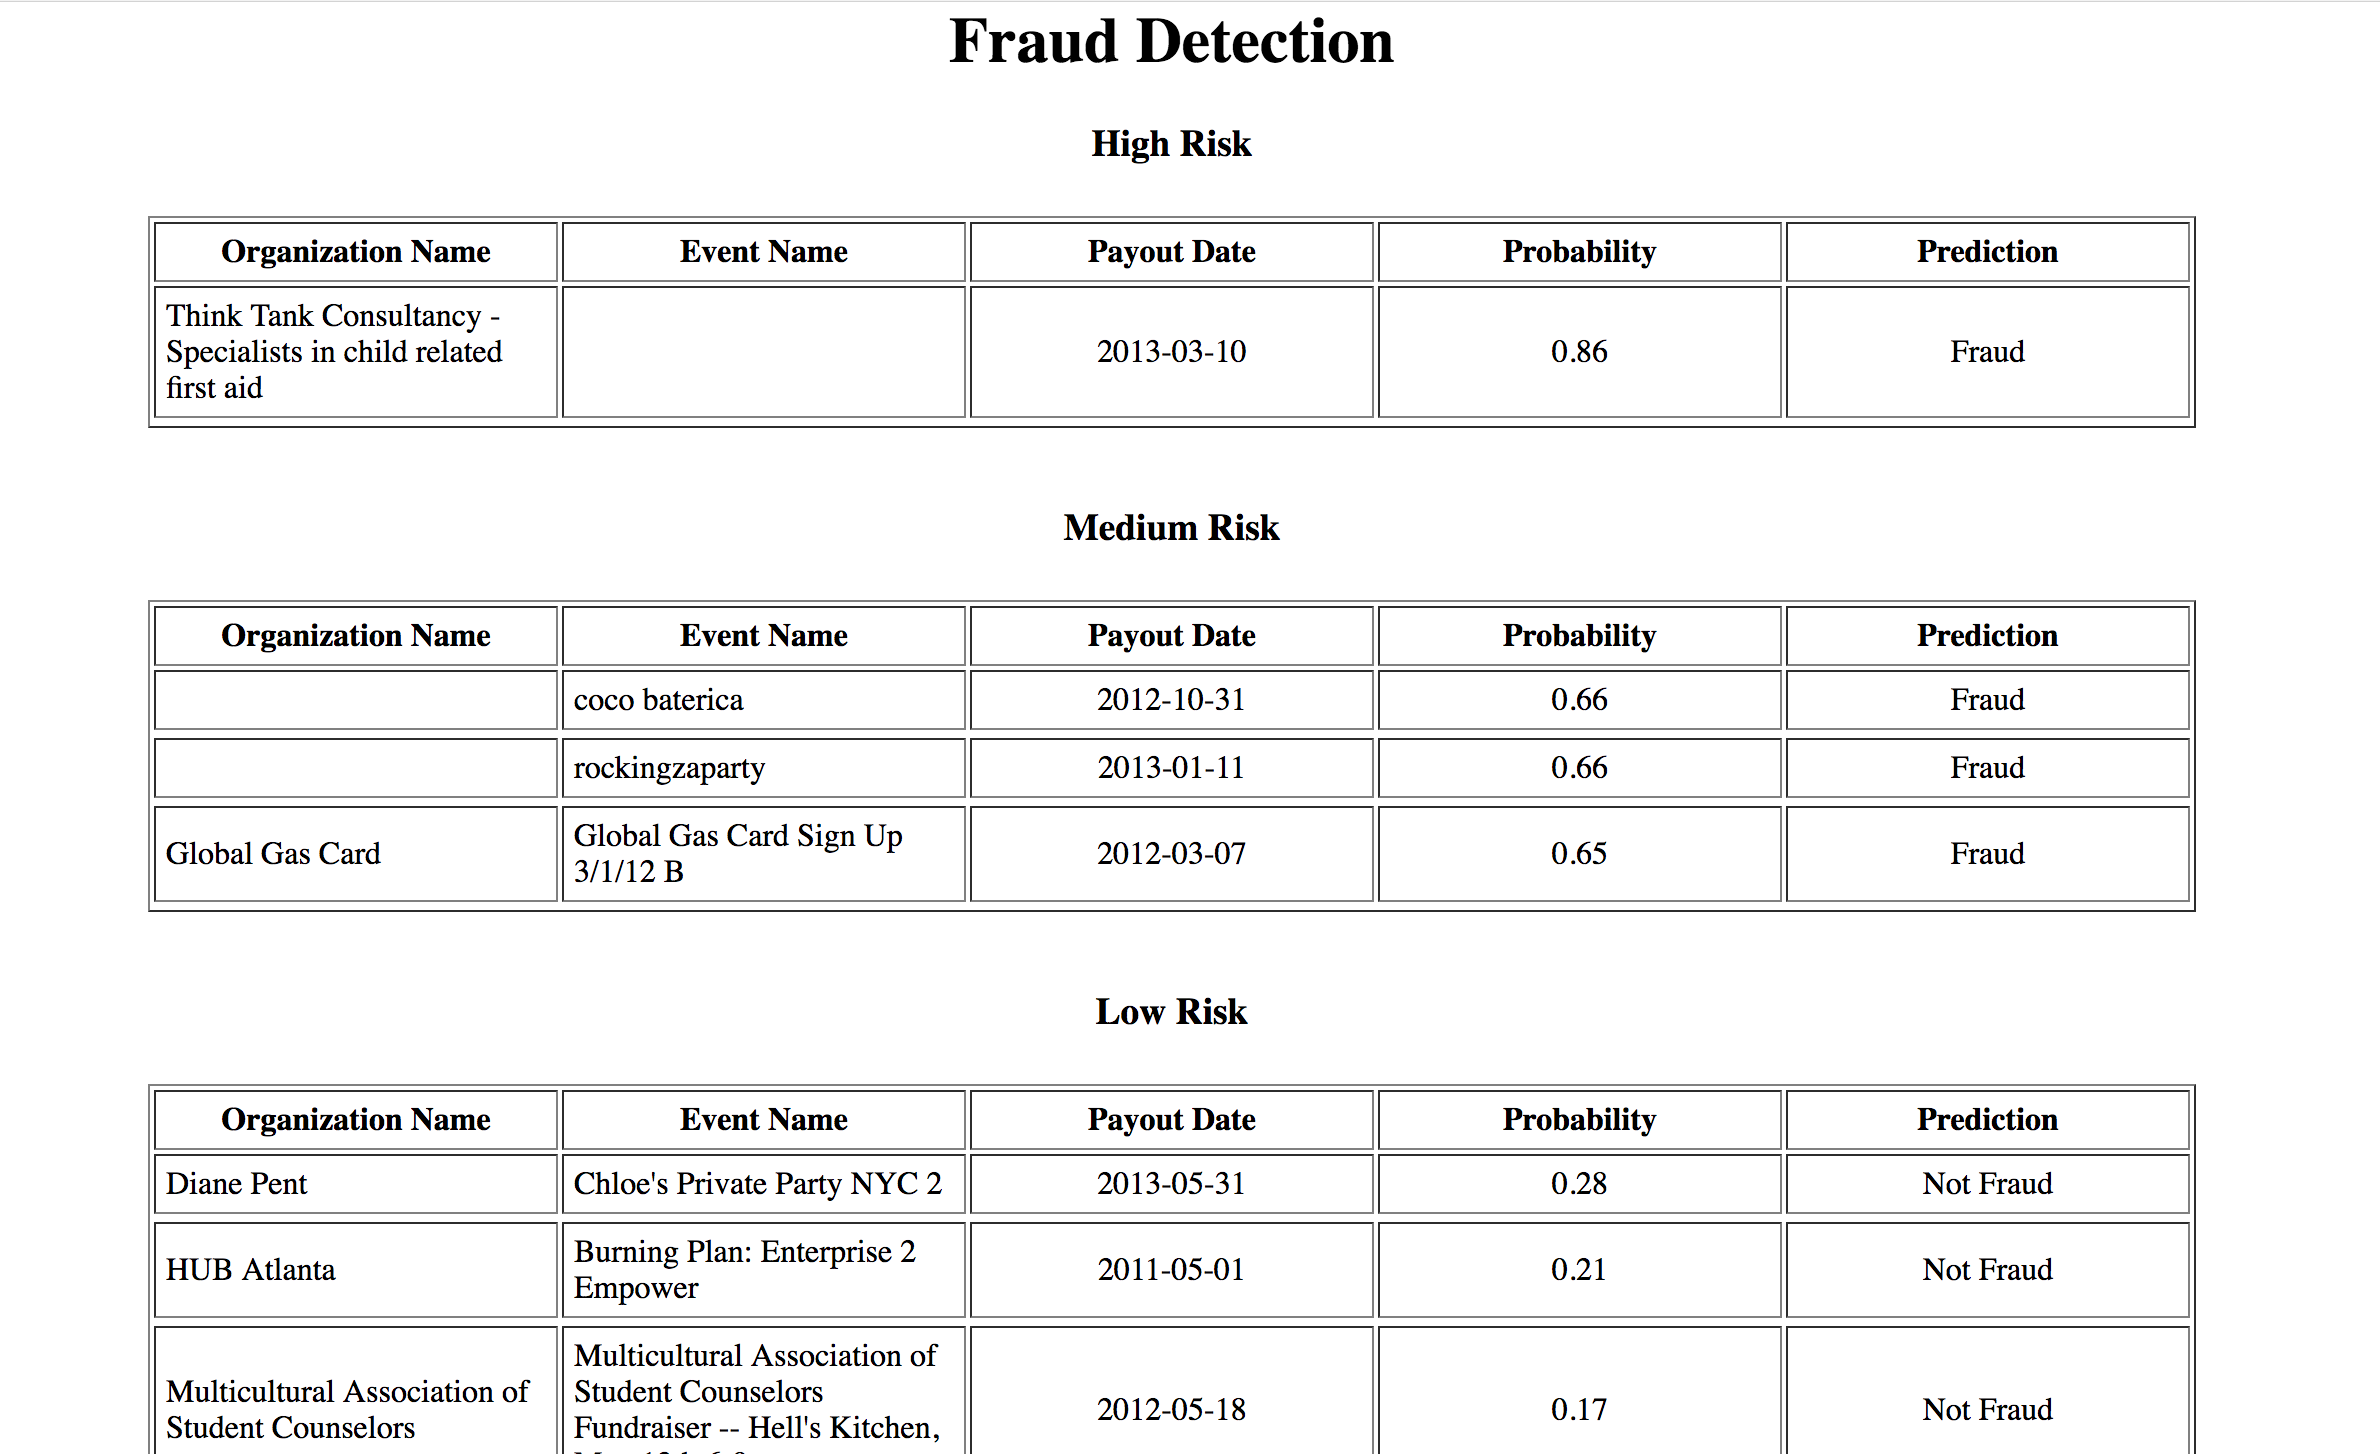 Fraud Detection
High Risk
Organization Name Event Name Payout Date Probability Prediction
Think Tank Consultancy -
Specialists in child related
first aid
2013-03-10 0.86 Fraud
Medium Risk
Organization Name Event Name Payout Date Probability Prediction
coco baterica 2012-10-31 0.66 Fraud
rockingzaparty 2013-01-11 0.66 Fraud
Global Gas Card
Global Gas Card Sign Up
3/1/12 B
2012-03-07 0.65 Fraud
Low Risk
Organization Name Event Name Payout Date Probability Prediction
Diane Pent Chloe's Private Party NYC 2 2013-05-31 0.28 Not Fraud
HUB Atlanta
Burning Plan: Enterprise 2
Empower
2011-05-01 0.21 Not Fraud
Multicultural Association of
Student Counselors
Multicultural Association of
Student Counselors
Fundraiser -- Hell's Kitchen,
2012-05-18 0.17 Not Fraud